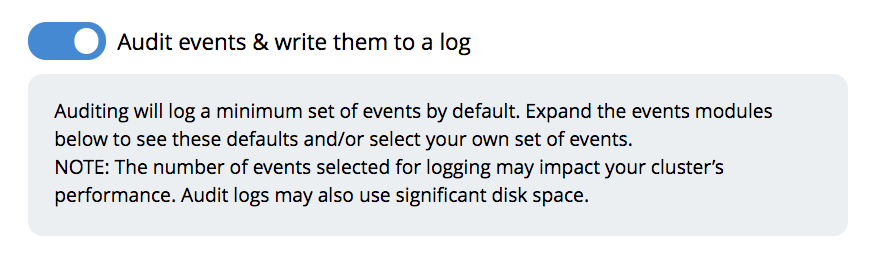 Audit events & write them to a log
Auditing will log a minimum set of events by default. Expand the events modules
below to see these defaults and/or select your own set of events.
NOTE: The number of events selected for logging may impact your cluster’s
performance. Audit logs may also use significant disk space.